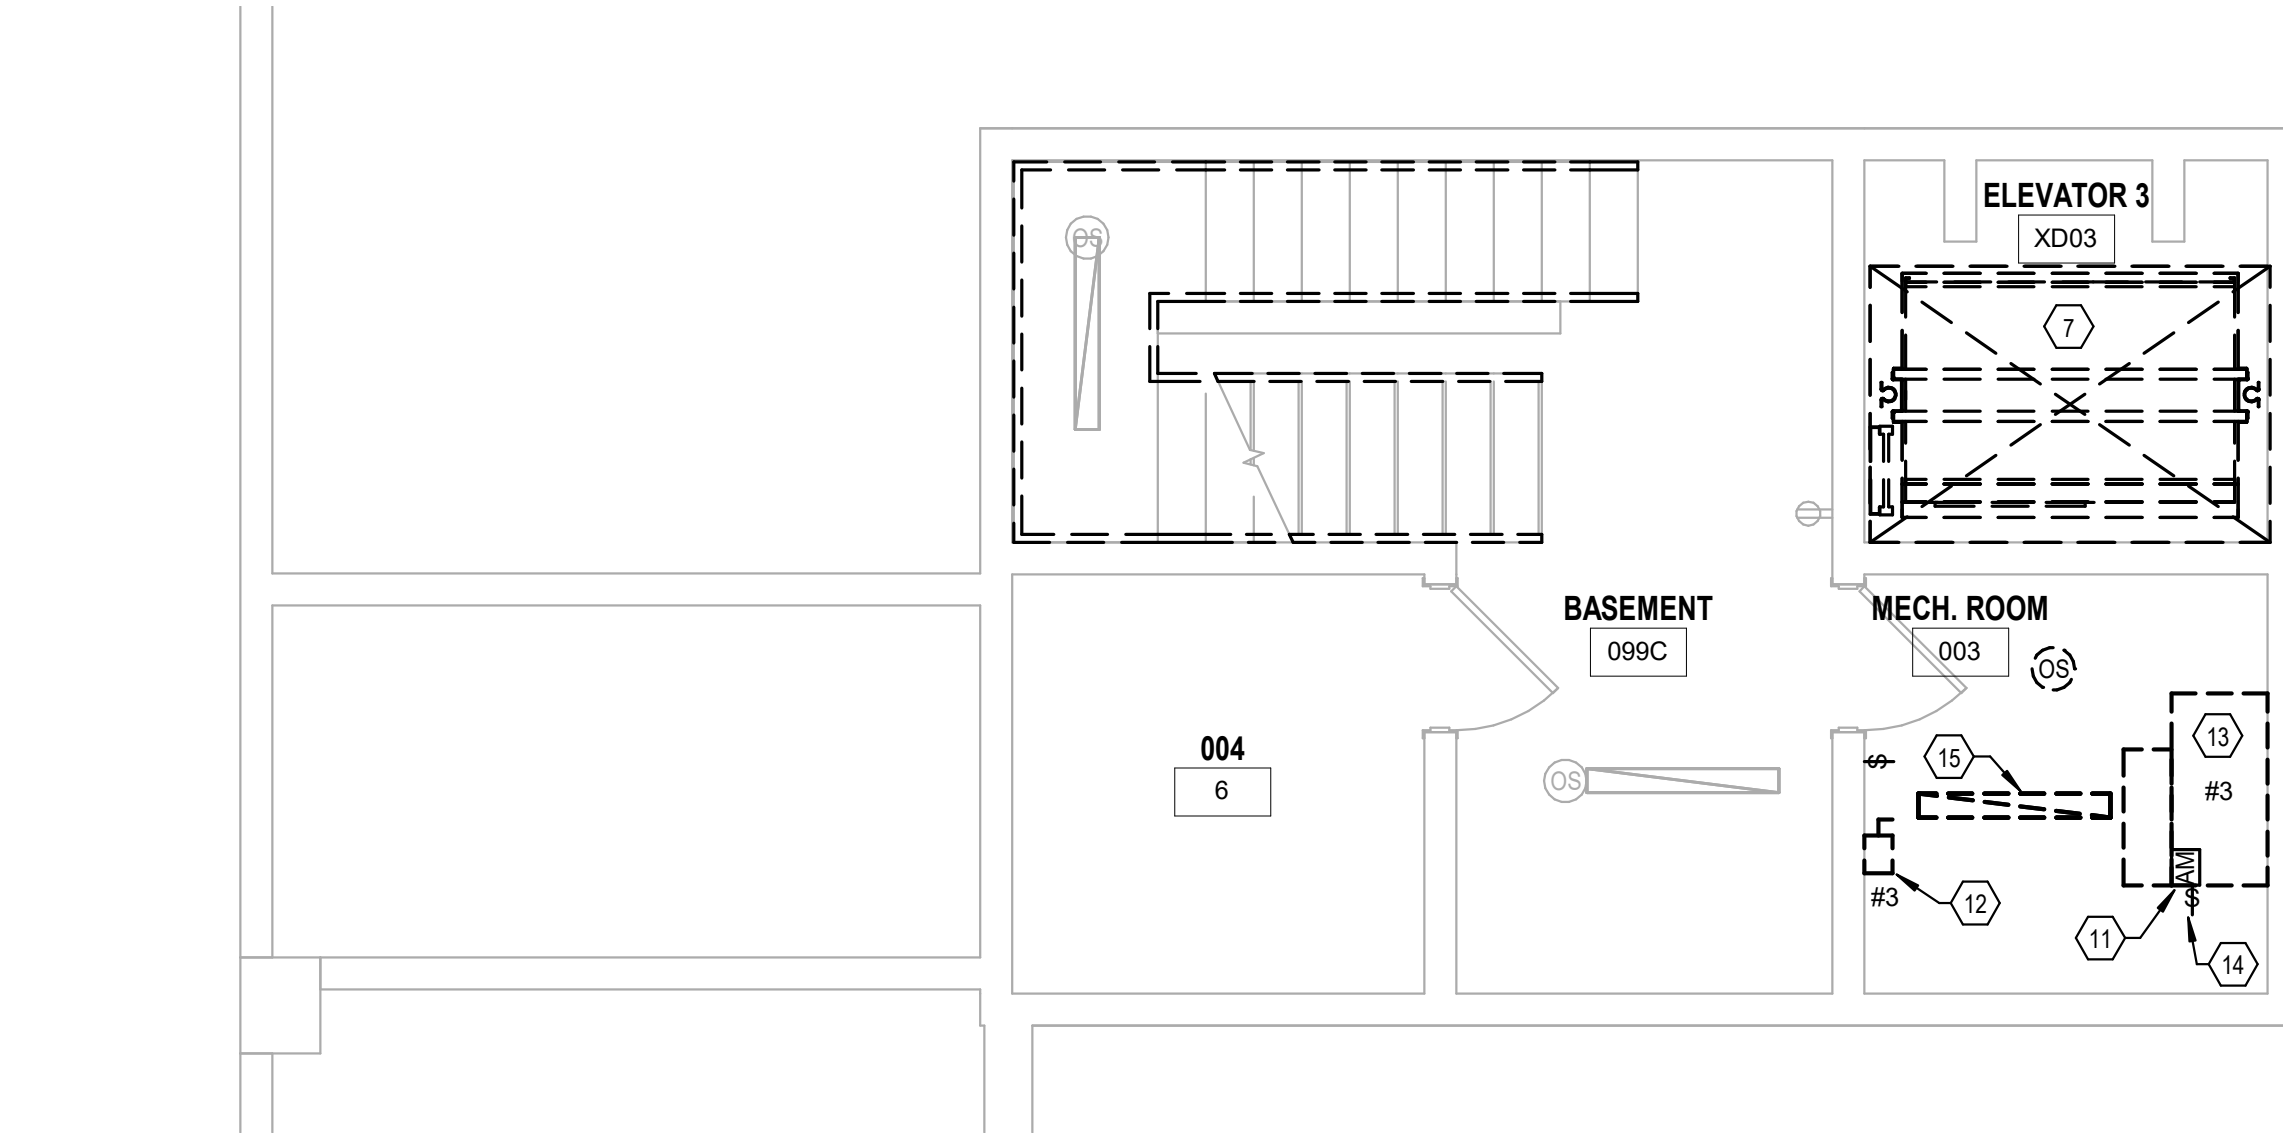 ELEVATOR 3
XD03
OS
7
BASEMENT
099C
MECH. ROOM
003
OS
004
6
OS
S
15
13
#3
AM
S
#3
12
11
14